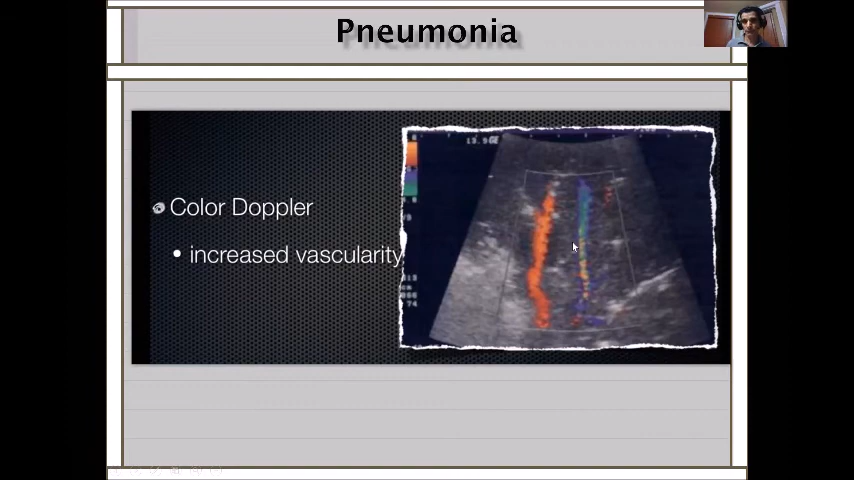 Pneumonia
Color Doppler
• increased vascularity